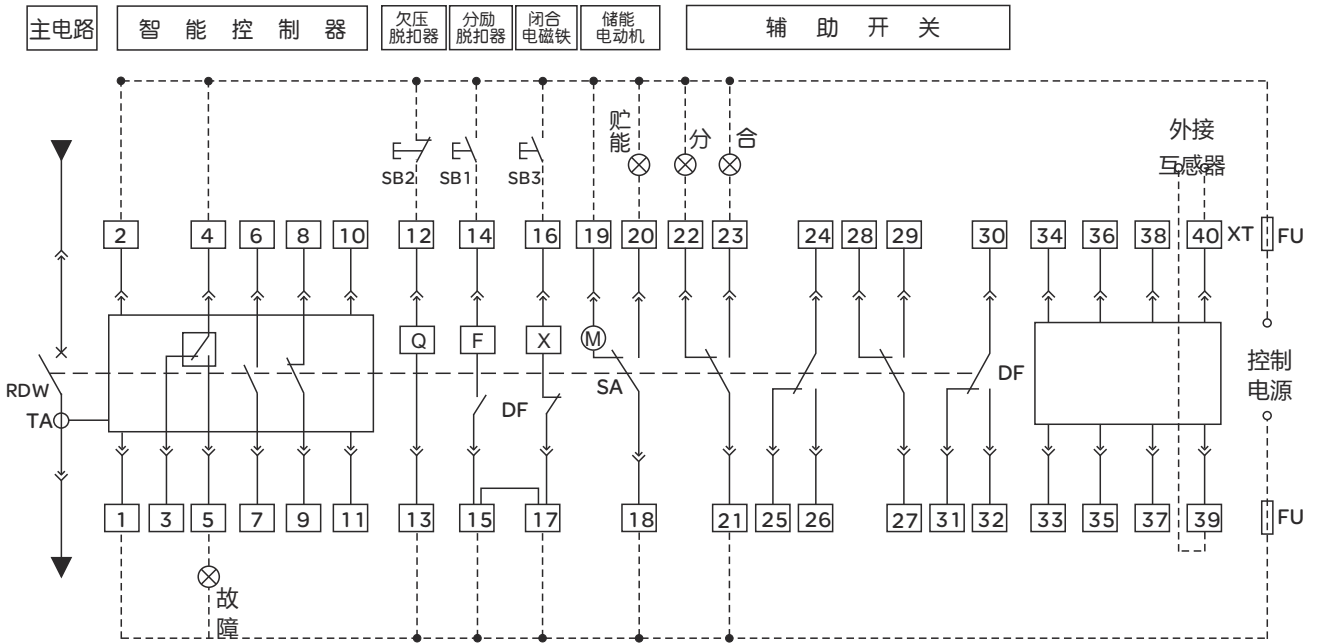 主电路
智能控制器
欠压
脱扣器
分励
脱扣器
闭合
电磁铁
储能
电动机
辅助开关
贮能
分
合
外接
互感器
SB2
SB1
SB3
2 4 6 8 10 12 14 16 19 20 22 23 24 28 29 30 34 36 38 40 XT FU
Q F X M
RDW
TA
DF
SA
DF
控制
电源
1 3 5 7 9 11 13 15 17 18 21 25 26 27 31 32 33 35 37 39 FU
故障